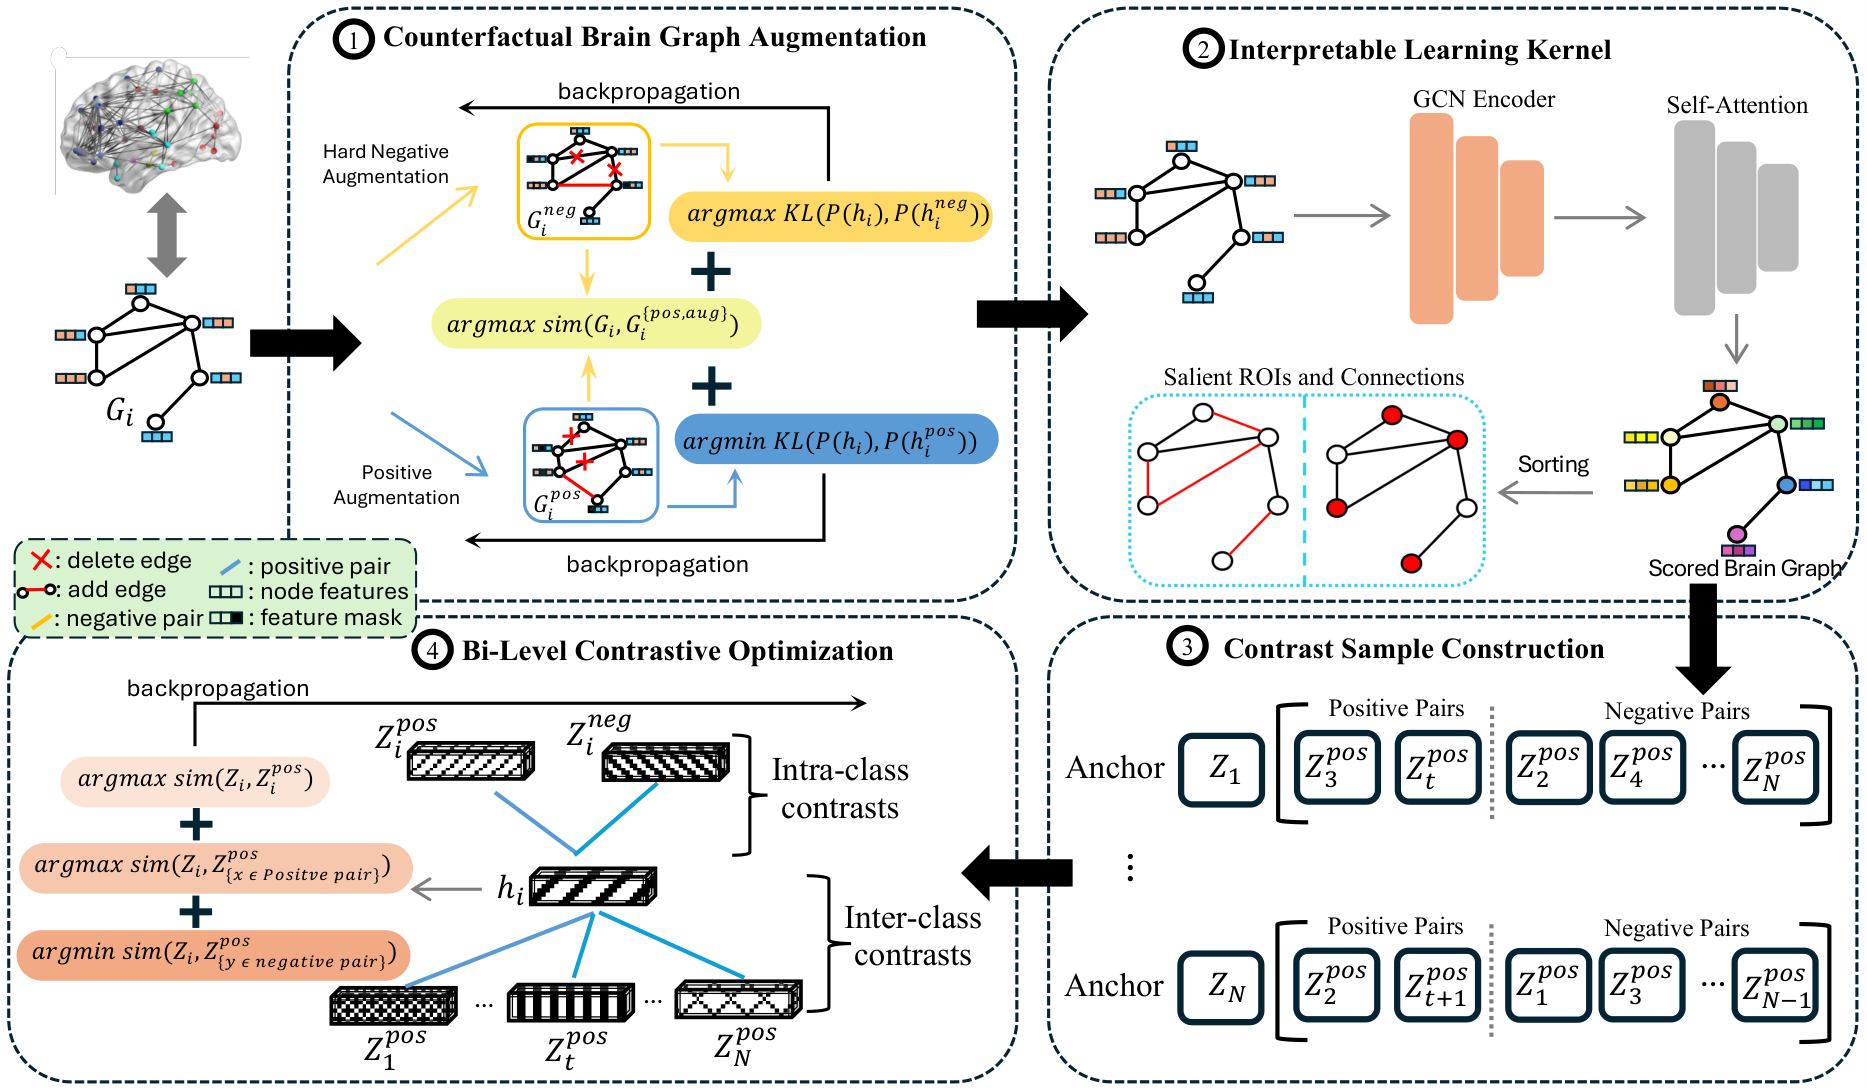 ① Counterfactual Brain Graph Augmentation
backpropagation
Hard Negative
Augmentation
G_i^{neg}
argmax KL(P(h_i), P(h_i^{neg}))
argmax sim(G_i, G_i^{\{pos,aug\}})
G_i
argmin KL(P(h_i), P(h_i^{pos}))
Positive
Augmentation
G_i^{pos}
backpropagation
: delete edge
: add edge
: negative pair
: positive pair
: node features
: feature mask
② Interpretable Learning Kernel
GCN Encoder
Self-Attention
Salient ROIs and Connections
Sorting
Scored Brain Graph
③ Contrast Sample Construction
Positive Pairs
Negative Pairs
Anchor Z_1 Z_3^{pos} Z_t^{pos} Z_2^{pos} Z_4^{pos} ... Z_N^{pos}
⋮
Positive Pairs
Negative Pairs
Anchor Z_N Z_2^{pos} Z_{t+1}^{pos} Z_1^{pos} Z_3^{pos} ... Z_{N-1}^{pos}
④ Bi-Level Contrastive Optimization
backpropagation
Z_i^{pos}
Z_i^{neg}
argmax sim(Z_i, Z_i^{pos})
Intra-class
contrasts
argmax sim(Z_i, Z_{\{x ϵ Positve pair\}}^{pos})
h_i
Inter-class
contrasts
argmin sim(Z_i, Z_{\{y ϵ negative pair\}}^{pos})
... ...
Z_1^{pos}
Z_t^{pos}
Z_N^{pos}